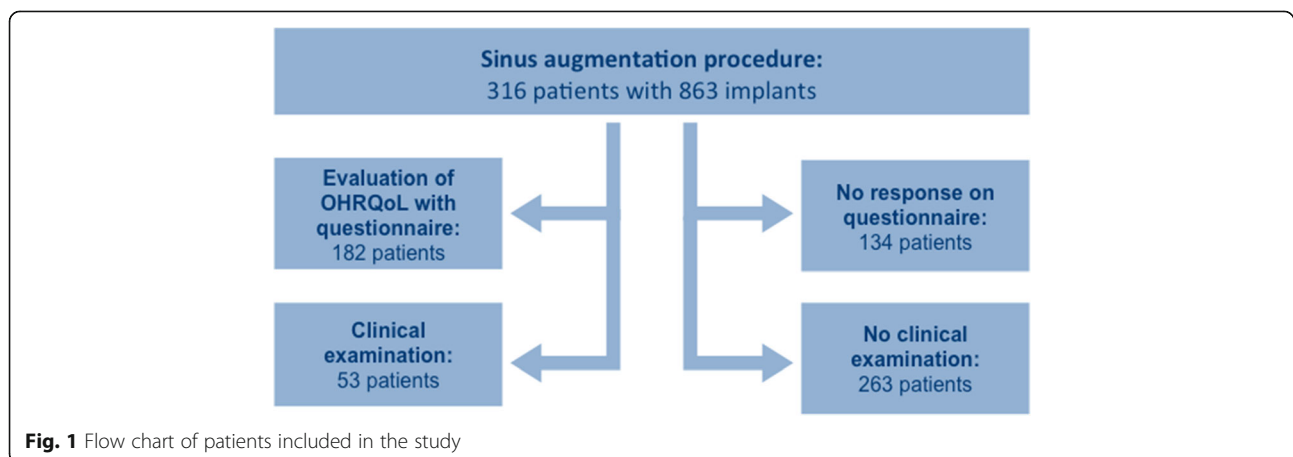 Sinus augmentation procedure:
316 patients with 863 implants
Evaluation of
OHRQoL with
questionnaire:
182 patients
No response on
questionnaire:
134 patients
Clinical
examination:
53 patients
No clinical
examination:
263 patients
Fig. 1 Flow chart of patients included in the study